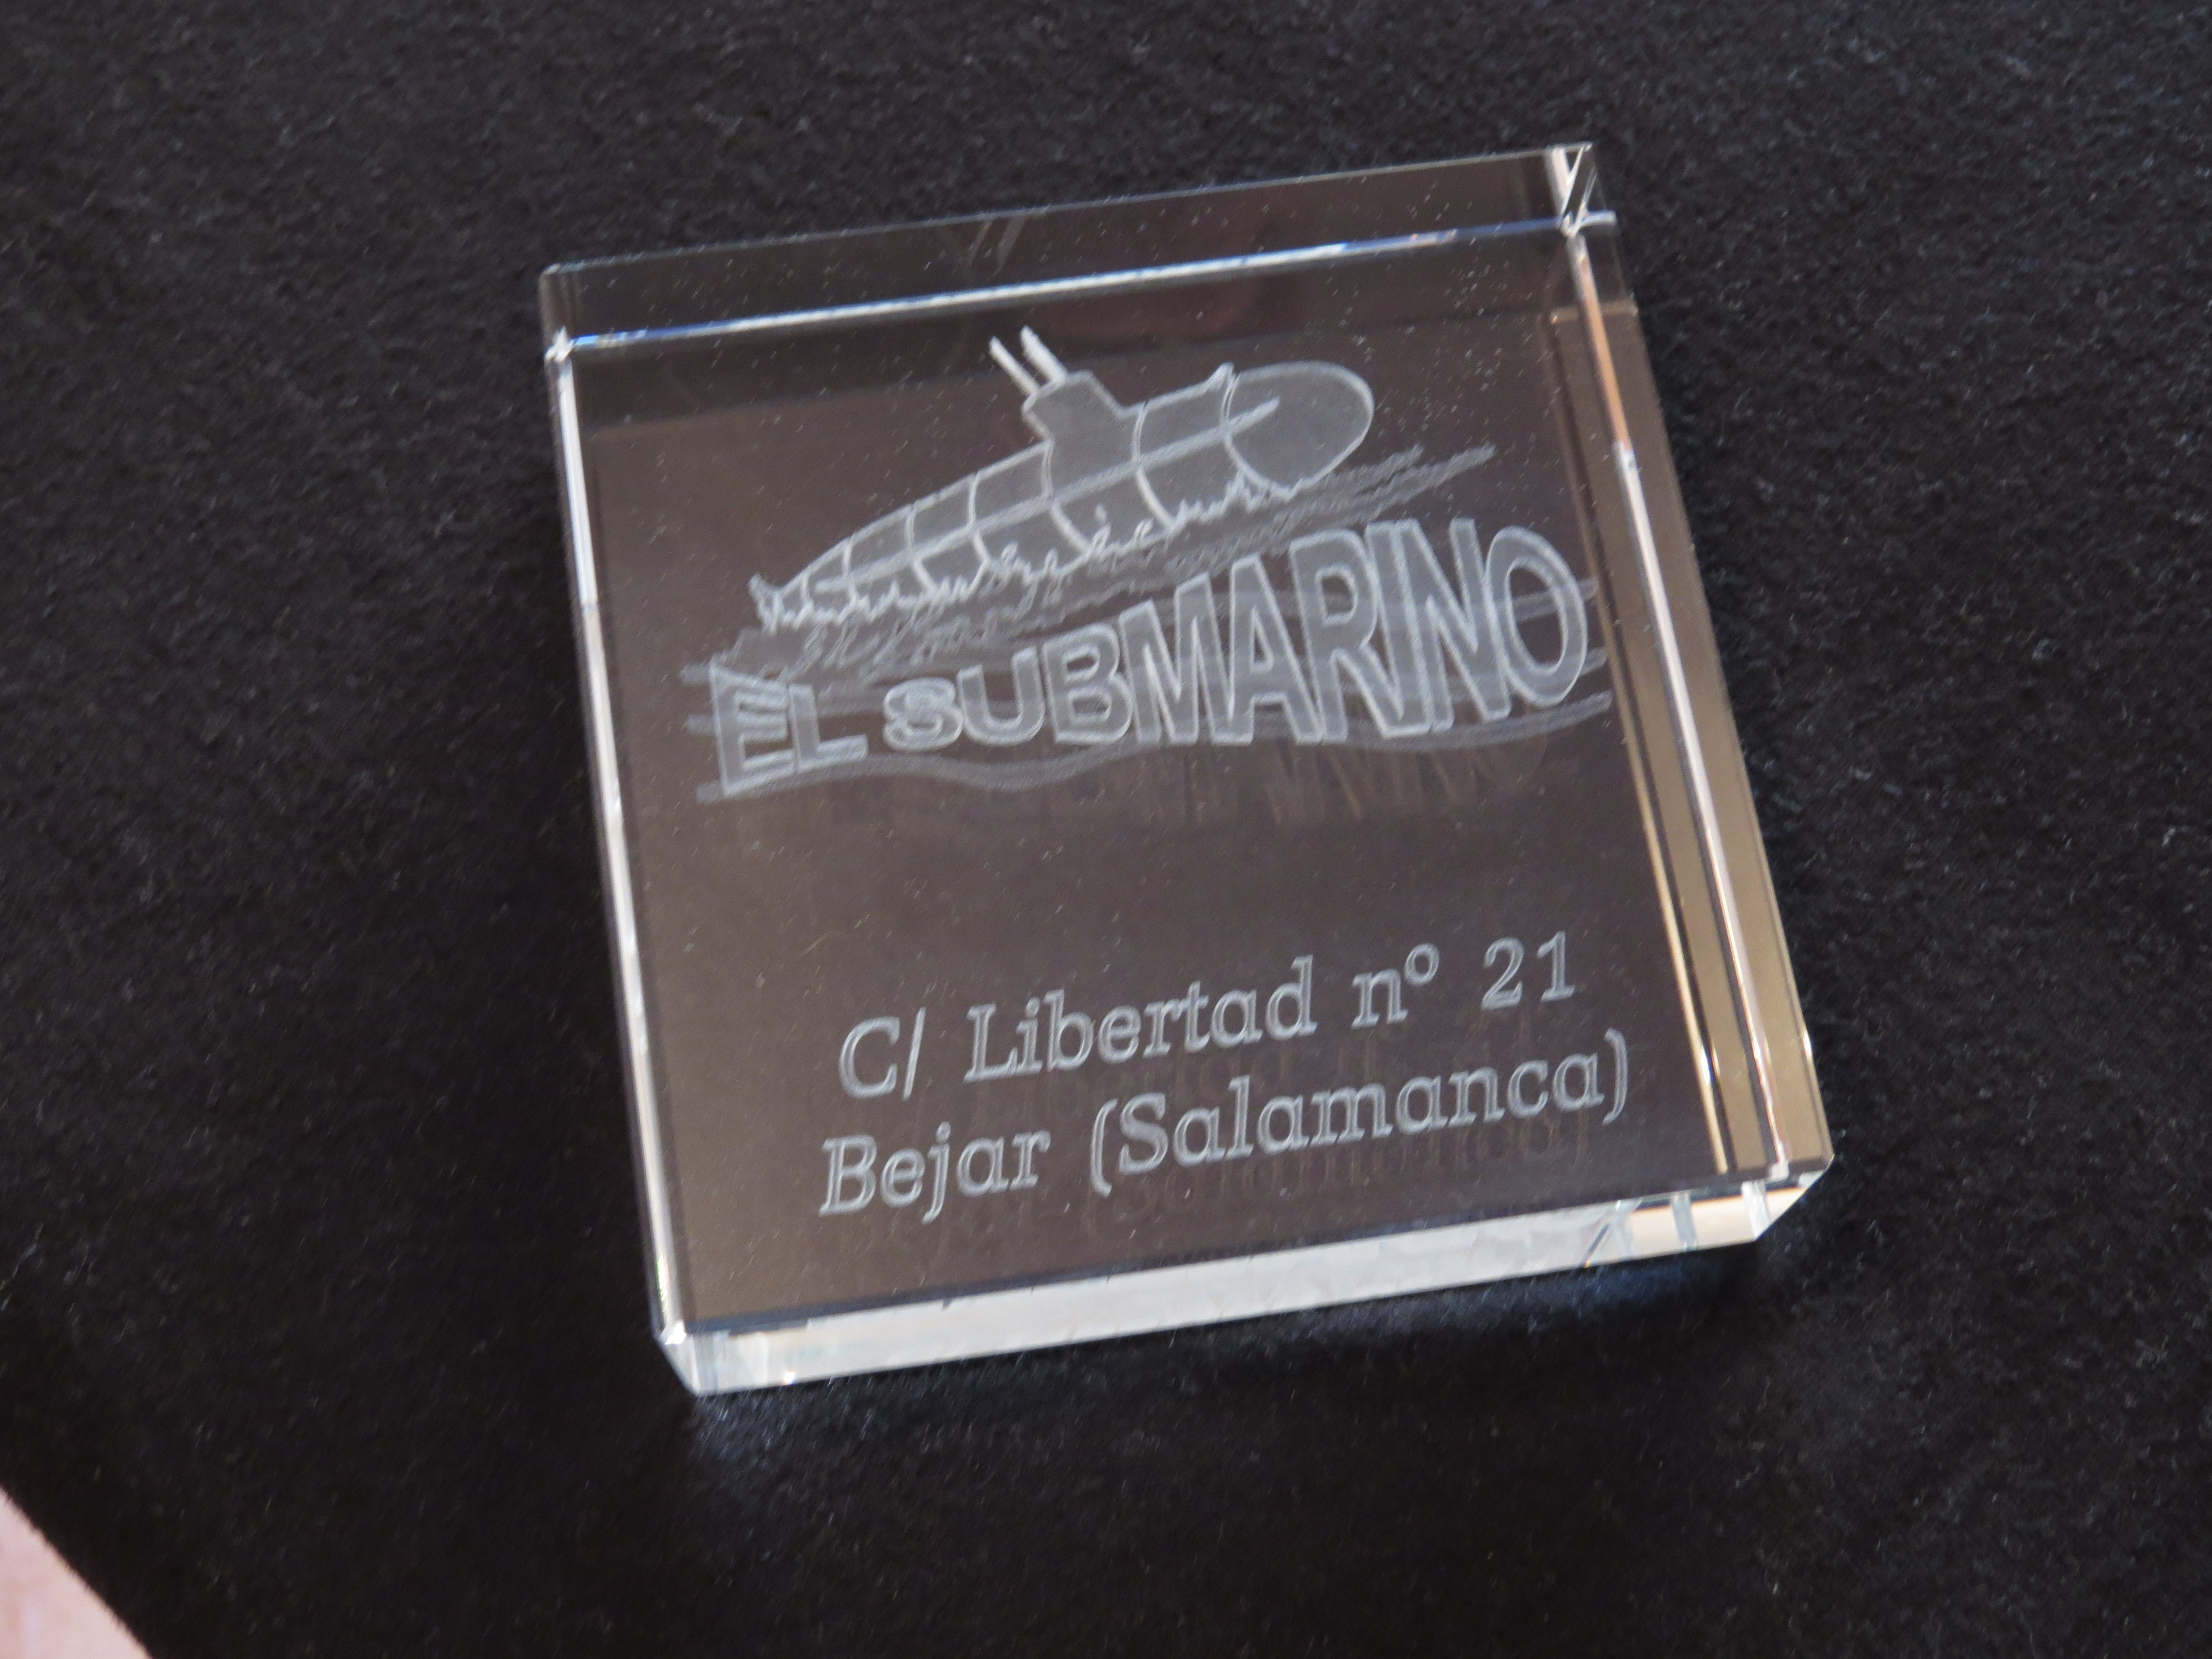 EL SUBMARINO
C/ Libertad nº 21
Bejar (Salamanca)